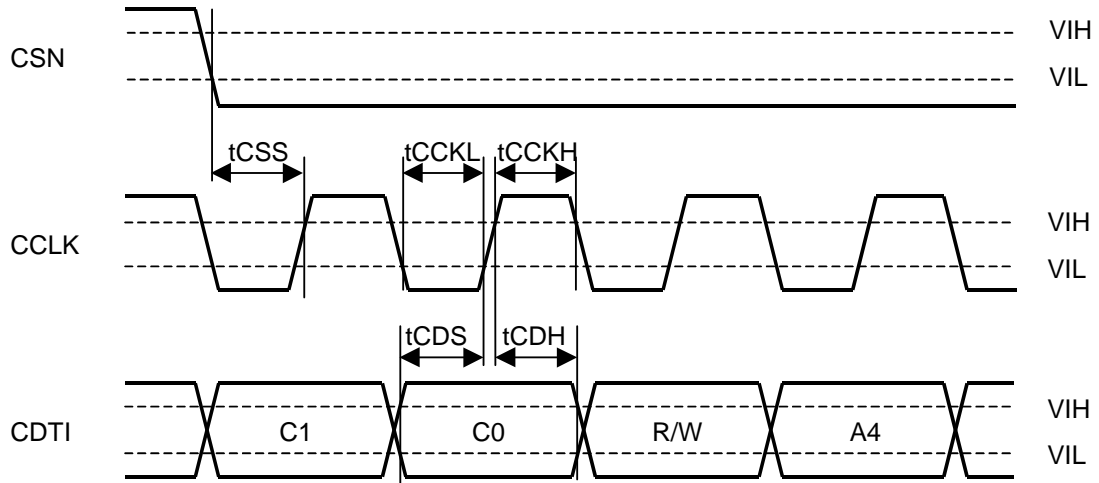 VIH
CSN
VIL
tCSS tCCKL tCCKH
VIH
CCLK
VIL
tCDS tCDH
VIH
CDTI C1 C0 R/W A4
VIL